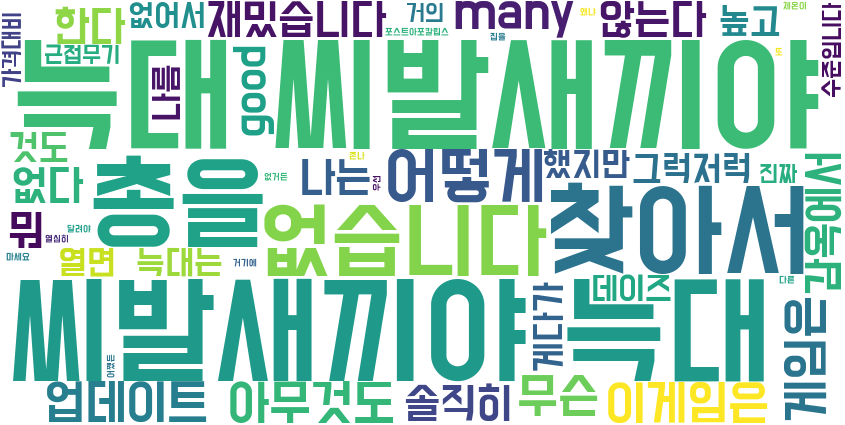 가격대비
한다
없어서
재밌습니다
거의
many
않는다
높고
제온이
수준입니다
왜냐
포스트아포칼립스
집을
근접무기
나름
good
늑대 씨발새끼야
것도
없다
총을
나는
어떻게
했지만
그럭저럭
진짜
없거든
뭐
열심히
달려야
마세요
없습니다
찾아서
감옥에서
열면
늑대는
거기에
씨발새끼야 늑대
게다가
데이즈
다른
게임은
업데이트
아무것도
솔직히
무슨
이게임은